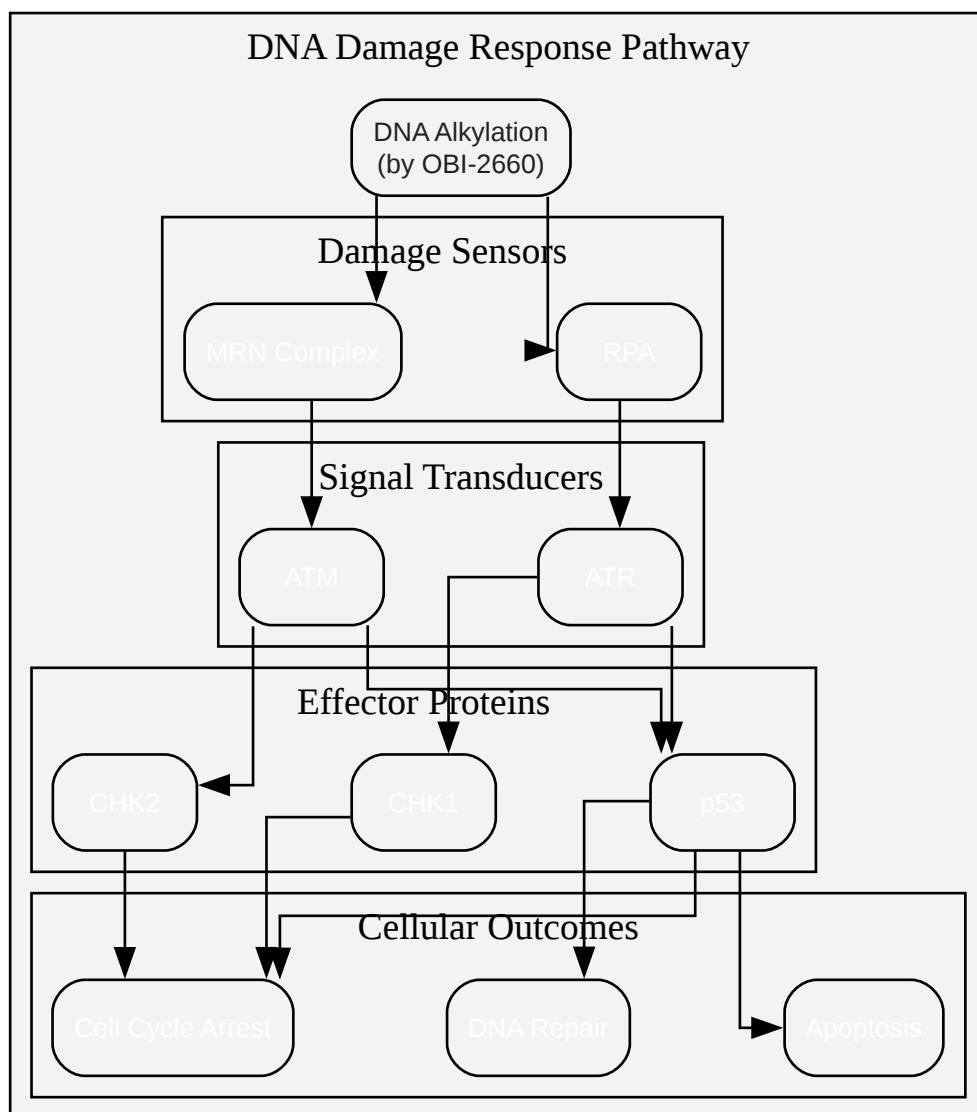 DNA Damage Response Pathway
DNA Alkylation
(by OBI-2660)
Damage Sensors
MRN Complex
RPA
Signal Transducers
ATM
ATR
Effector Proteins
CHK2
CHK1
p53
Cellular Outcomes
Cell Cycle Arrest
DNA Repair
Apoptosis